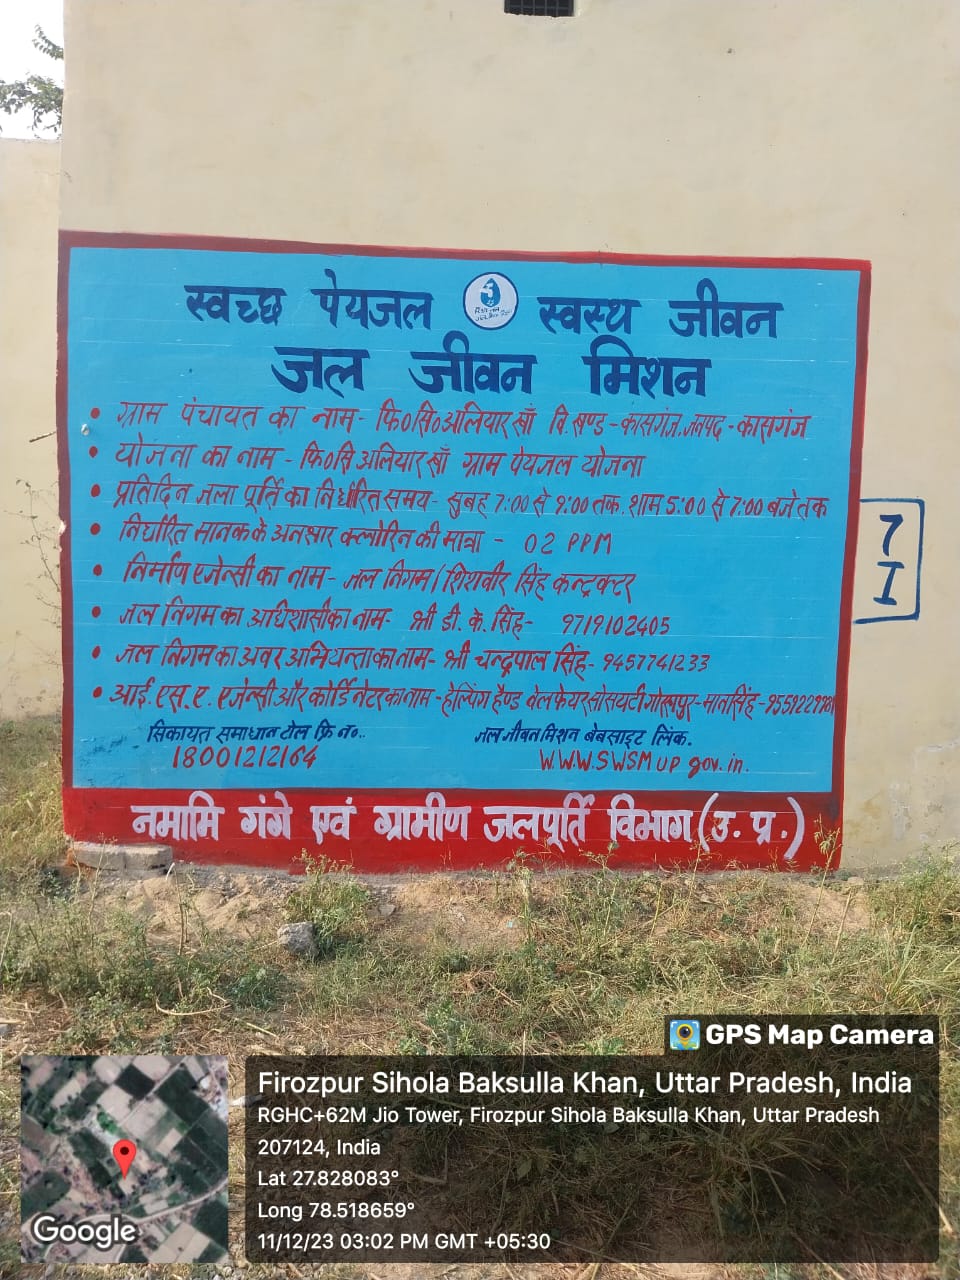 स्वच्छ पेयजल स्वस्थ जीवन
जल जीवन मिशन
• ग्राम पंचायत का नाम- फि०सि०अलियार खाँ वि.खण्ड-कासगंज.जनपद-कासगंज
• योजना का नाम - फि०सि अलियार खाँ ग्राम पेयजल योजना
• प्रतिदिन जला पूर्ति का निर्धारित समय- सुबह 7:00 से 9:00 तक. शाम 5:00 से 7:00 बजे तक
• निर्धारित मानक के अनुसार क्लोरिन की मात्रा - 02 PPM
• निर्माण एजेन्सी का नाम- जल निगम/शिशवीर सिंह कन्ट्रक्टर
• जल निगम का अधिशासी का नाम- श्री डी. के. सिंह- 9719102405
• जल निगम का अवर अभियन्ता का नाम- श्री चन्द्रपाल सिंह- 9457741233
• आई. एस. ए. एजेन्सी और कोर्डिनेटर का नाम-हेल्पिंग हैण्ड वेलफेयर सोसयटी गोरखपुर-मानसिंह-
सिकायत समाधान टोल फ्रि नं०..
18001212164
जल जीवन मिशन बेबसाइट लिंक.
WWW.SWSMUP gov.in.
नमामि गंगे एवं ग्रामीण जलपूर्ति विभाग (उ. प्र.)
7
I
GPS Map Camera
Firozpur Sihola Baksulla Khan, Uttar Pradesh, India
RGHC+62M Jio Tower, Firozpur Sihola Baksulla Khan, Uttar Pradesh
207124, India
Lat 27.828083°
Long 78.518659°
11/12/23 03:02 PM GMT +05:30
Google